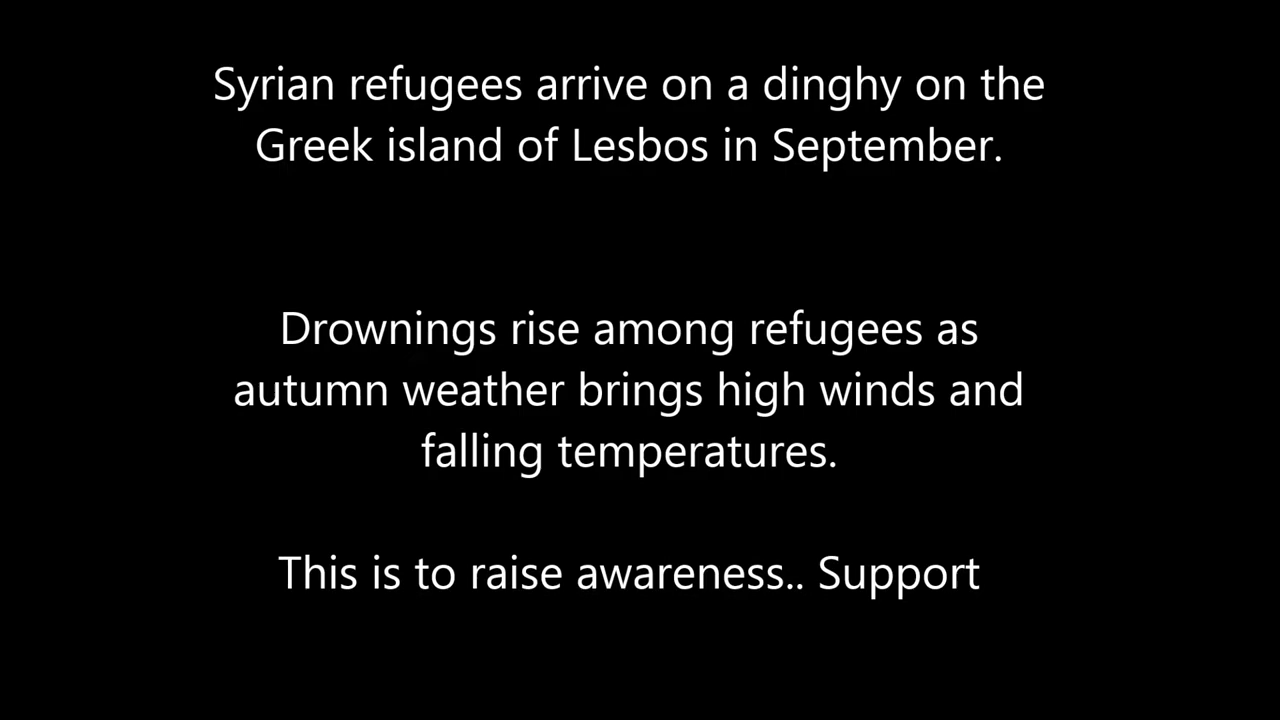 Syrian refugees arrive on a dinghy on the
Greek island of Lesbos in September.
Drownings rise among refugees as
autumn weather brings high winds and
falling temperatures.
This is to raise awareness.. Support